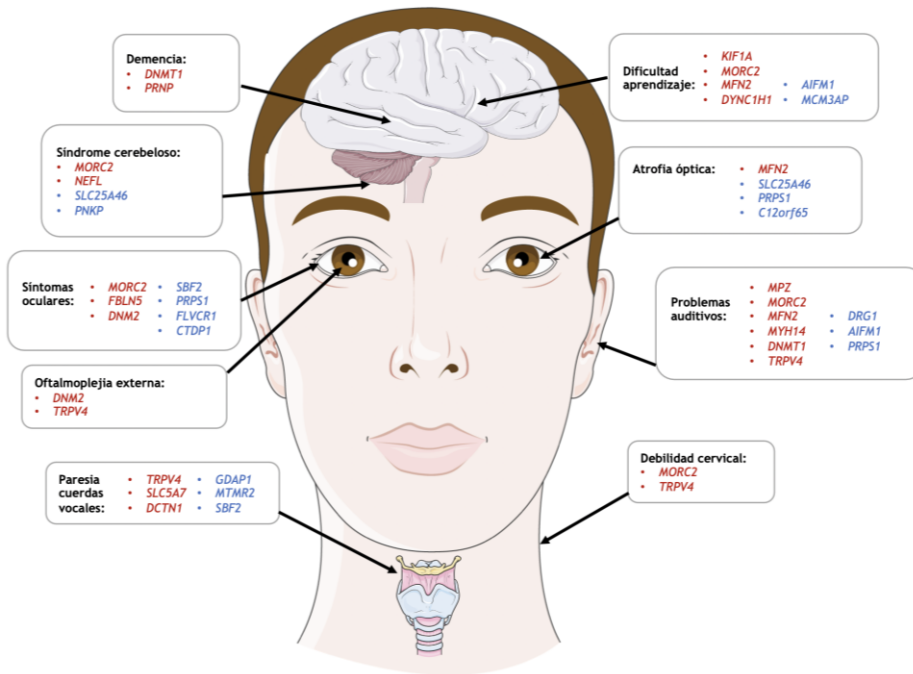 Demencia:
• DNMT1
• PRNP
Dificultad aprendizaje:
• KIF1A
• MORC2
• MFN2
• DYNC1H1
• AIFM1
• MCM3AP
Síndrome cerebeloso:
• MORC2
• NEFL
• SLC25A46
• PNKP
Atrofia óptica:
• MFN2
• SLC25A46
• PRPS1
• C12orf65
Síntomas
oculares:
• MORC2
• FBLN5
• DNM2
• SBF2
• PRPS1
• FLVCR1
• CTDP1
Problemas
auditivos:
• MPZ
• MORC2
• MFN2
• MYH14
• DNMT1
• TRPV4
• DRG1
• AIFM1
• PRPS1
Oftalmoplejia externa:
• DNM2
• TRPV4
Paresia
cuerdas
vocales:
• TRPV4
• SLC5A7
• DCTN1
• GDAP1
• MTMR2
• SBF2
Debilidad cervical:
• MORC2
• TRPV4